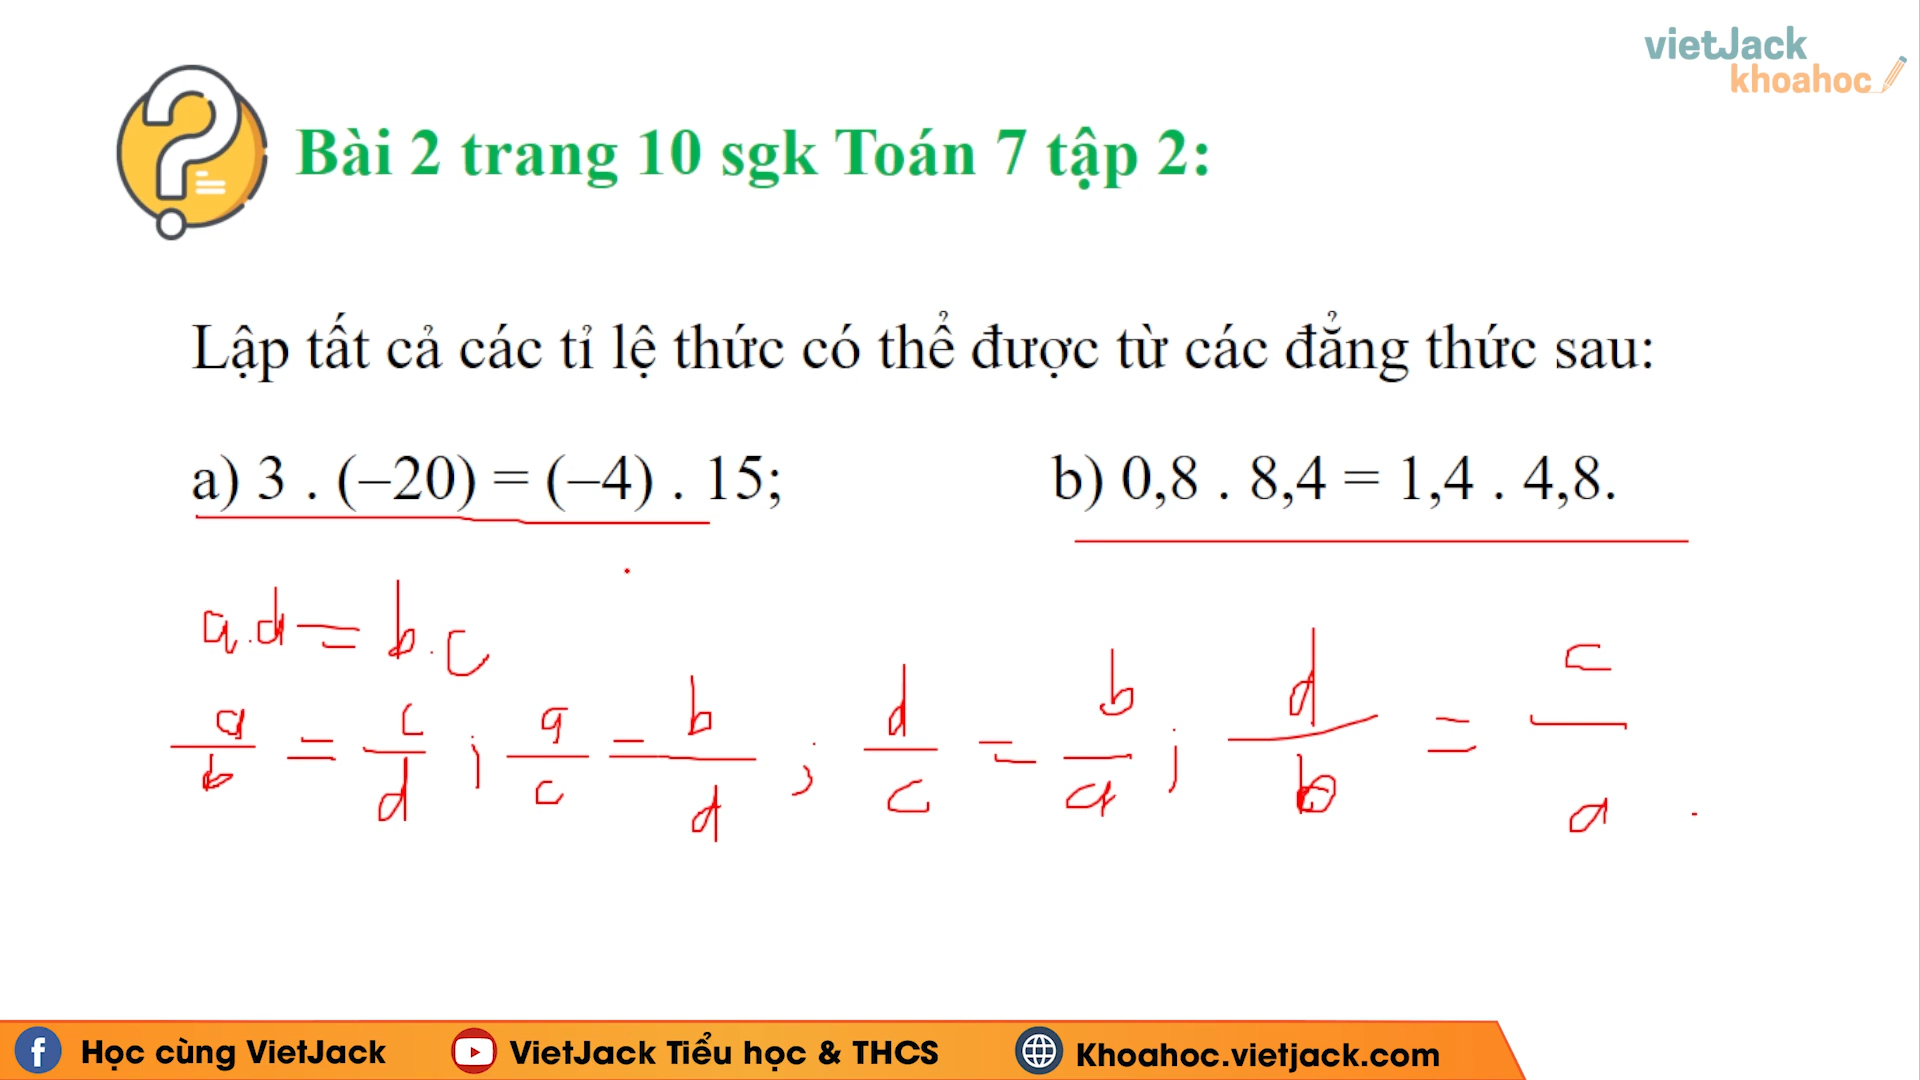 vietJack
khoahoc
Bài 2 trang 10 sgk Toán 7 tập 2:
Lập tất cả các tỉ lệ thức có thể được từ các đẳng thức sau:
a) 3 . (–20) = (–4) . 15; b) 0,8 . 8,4 = 1,4 . 4,8.
a.d = b.c
a/b = c/d ; a/c = b/d ; d/c = b/a ; d/b = c/a .
Học cùng VietJack VietJack Tiểu học & THCS Khoahoc.vietjack.com